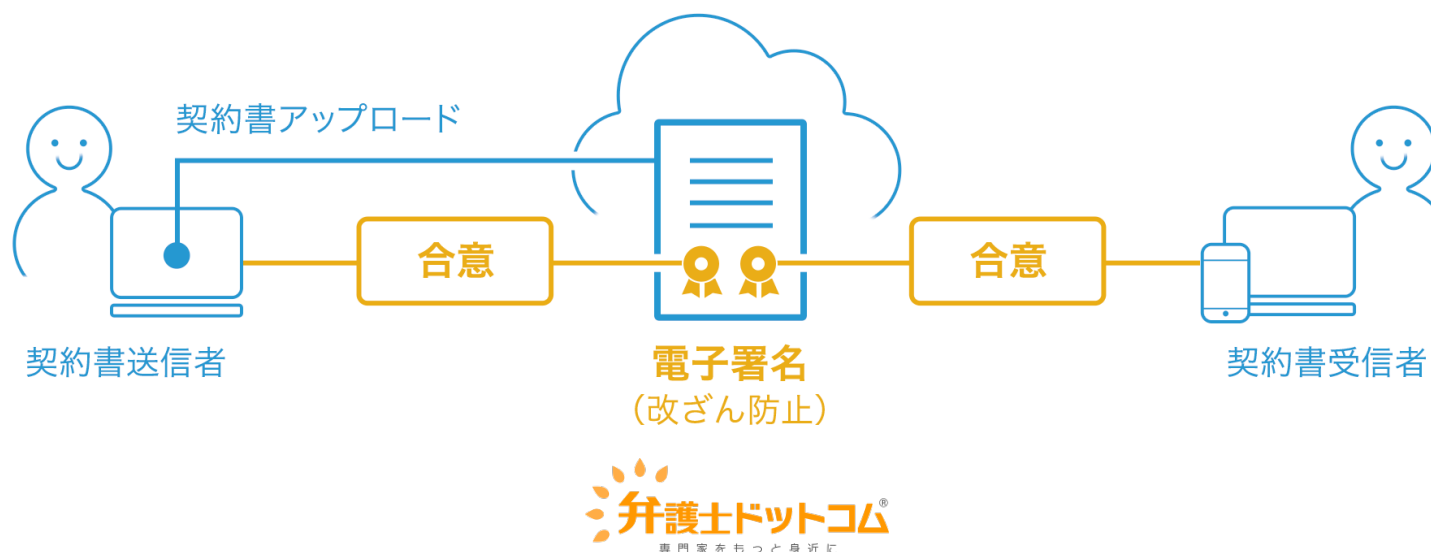 契約書アップロード
合意
合意
契約書送信者
電子署名
（改ざん防止）
契約書受信者
弁護士ドットコム®
専門家をもっと身近に